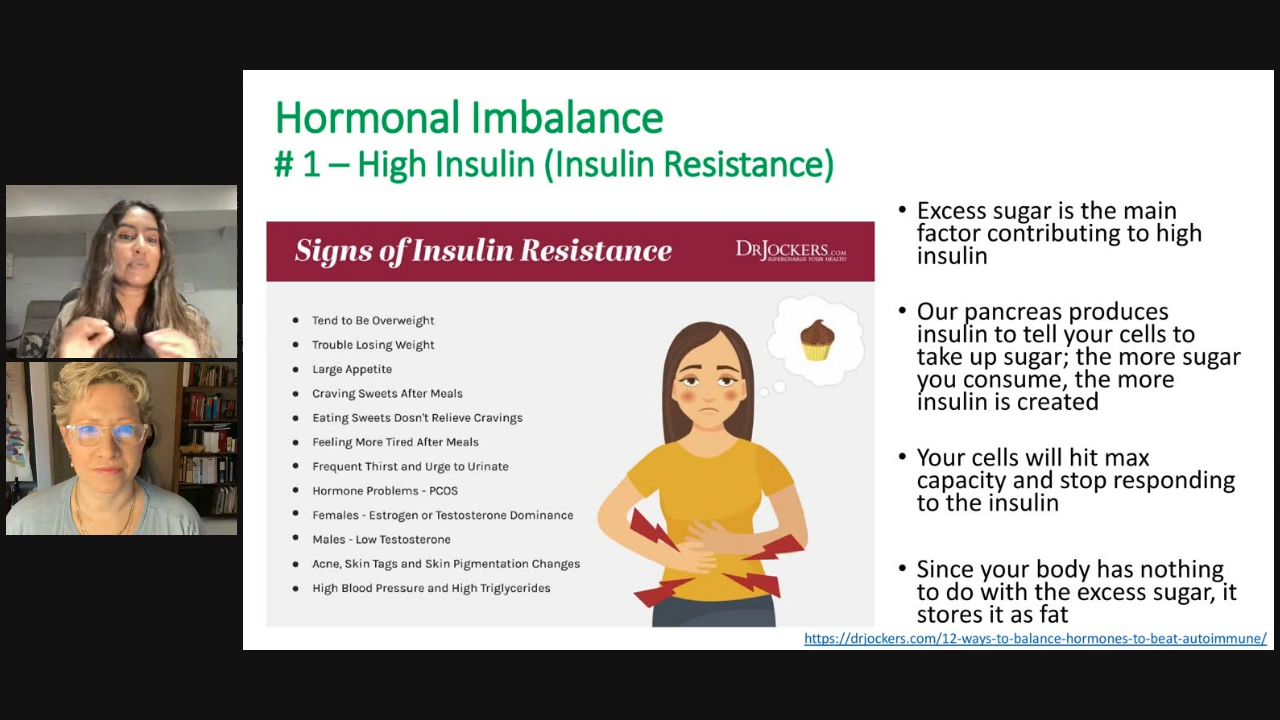 Hormonal Imbalance
# 1 – High Insulin (Insulin Resistance)
Signs of Insulin Resistance
DRJOCKERS.COM
SUPERCHARGE YOUR HEALTH
• Tend to Be Overweight
• Trouble Losing Weight
• Large Appetite
• Craving Sweets After Meals
• Eating Sweets Dosn't Relieve Cravings
• Feeling More Tired After Meals
• Frequent Thirst and Urge to Urinate
• Hormone Problems - PCOS
• Females - Estrogen or Testosterone Dominance
• Males - Low Testosterone
• Acne, Skin Tags and Skin Pigmentation Changes
• High Blood Pressure and High Triglycerides
• Excess sugar is the main
factor contributing to high
insulin
• Our pancreas produces
insulin to tell your cells to
take up sugar; the more sugar
you consume, the more
insulin is created
• Your cells will hit max
capacity and stop responding
to the insulin
• Since your body has nothing
to do with the excess sugar, it
stores it as fat
https://drjockers.com/12-ways-to-balance-hormones-to-beat-autoimmune/